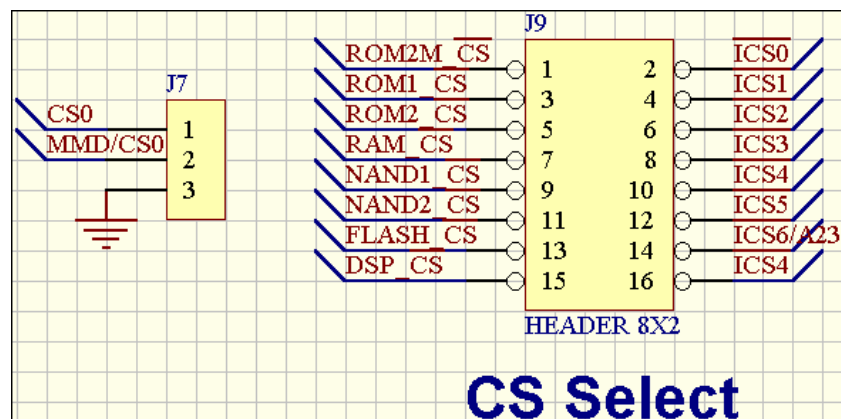 J7
CS0
MMD/CS0
1
2
3
J9
ROM2M_CS 1 2 ICS0
ROM1_CS 3 4 ICS1
ROM2_CS 5 6 ICS2
RAM_CS 7 8 ICS3
NAND1_CS 9 10 ICS4
NAND2_CS 11 12 ICS5
FLASH_CS 13 14 ICS6/A23
DSP_CS 15 16 ICS4
HEADER 8X2
CS Select